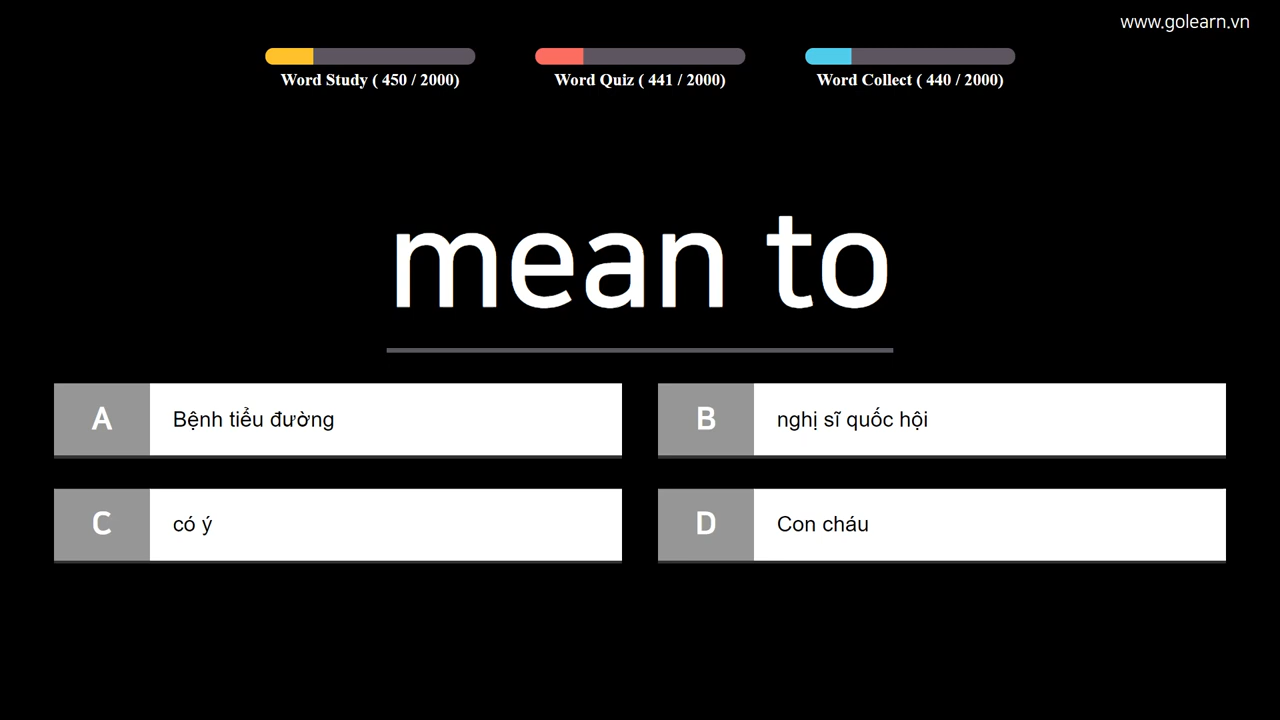 www.golearn.vn
Word Study ( 450 / 2000)
Word Quiz ( 441 / 2000)
Word Collect ( 440 / 2000)
mean to
A Bệnh tiểu đường
B nghị sĩ quốc hội
C có ý
D Con cháu